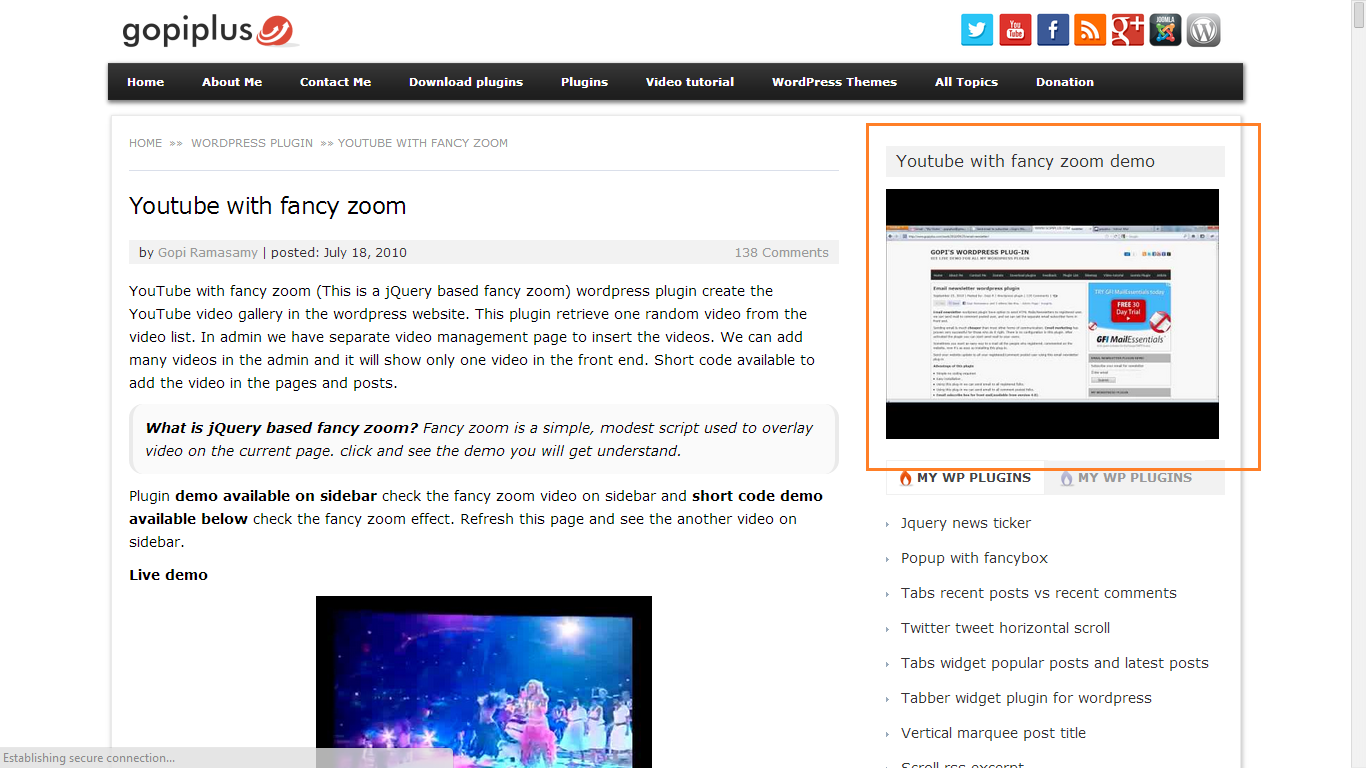 gopiplus
You
Tube
JOOMLA
Home About Me Contact Me Download plugins Plugins Video tutorial WordPress Themes All Topics Donation
HOME »» WORDPRESS PLUGIN »» YOUTUBE WITH FANCY ZOOM
Youtube with fancy zoom
by Gopi Ramasamy | posted: July 18, 2010 138 Comments
YouTube with fancy zoom (This is a jQuery based fancy zoom) wordpress plugin create the
YouTube video gallery in the wordpress website. This plugin retrieve one random video from the
video list. In admin we have separate video management page to insert the videos. We can add
many videos in the admin and it will show only one video in the front end. Short code available to
add the video in the pages and posts.
What is jQuery based fancy zoom? Fancy zoom is a simple, modest script used to overlay
video on the current page. click and see the demo you will get understand.
Plugin demo available on sidebar check the fancy zoom video on sidebar and short code demo
available below check the fancy zoom effect. Refresh this page and see the another video on
sidebar.
Live demo
Youtube with fancy zoom demo
GOPI'S WORDPRESS PLUG-IN
Email newsletter wordpress plugin
TRY GFI MailEssentials today
FREE 30
Day Trial
GFI MailEssentials
Advantage of this plugin
MY WP PLUGINS MY WP PLUGINS
Jquery news ticker
Popup with fancybox
Tabs recent posts vs recent comments
Twitter tweet horizontal scroll
Tabs widget popular posts and latest posts
Tabber widget plugin for wordpress
Vertical marquee post title
Scroll rss excerpt
Establishing secure connection...